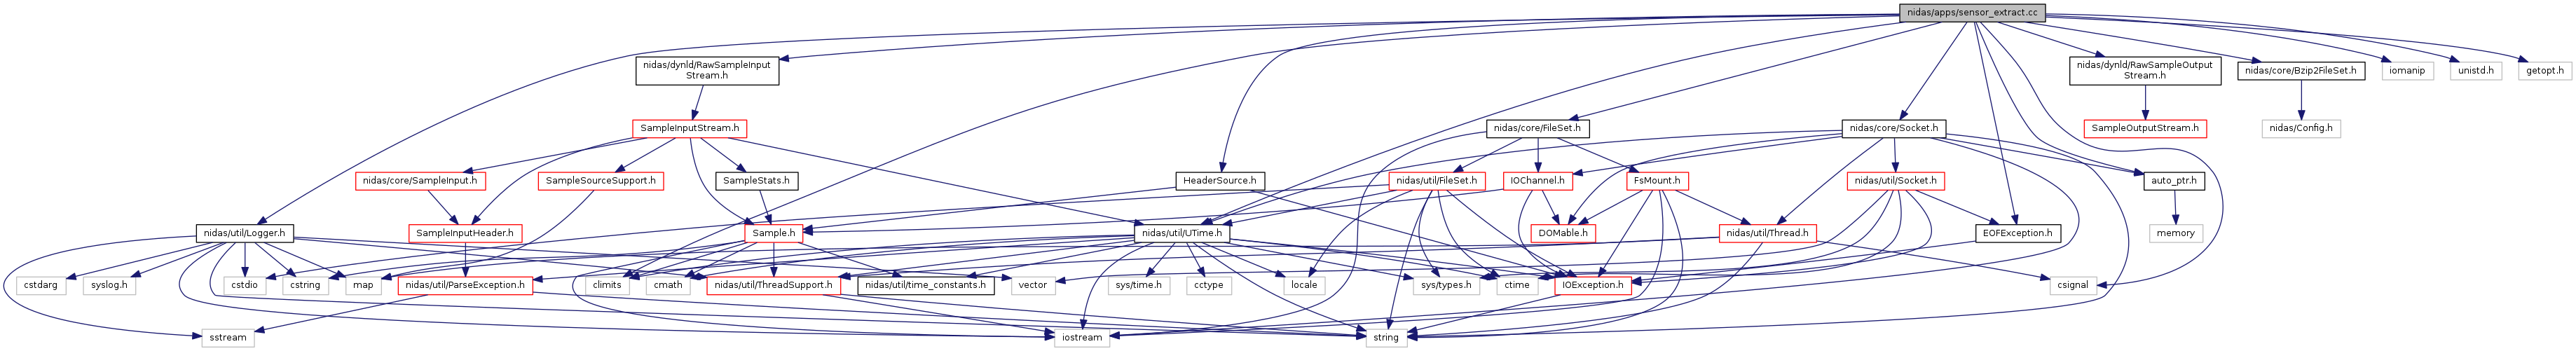 nidas/apps/sensor_extract.cc
nidas/dynld/RawSampleInput
Stream.h
nidas/dynld/RawSampleOutput
Stream.h
nidas/core/Bzip2FileSet.h
iomanip
unistd.h
getopt.h
SampleInputStream.h
nidas/core/FileSet.h
nidas/core/Socket.h
SampleOutputStream.h
nidas/Config.h
nidas/core/SampleInput.h
SampleSourceSupport.h
SampleStats.h
HeaderSource.h
nidas/util/FileSet.h
IOChannel.h
FsMount.h
nidas/util/Socket.h
auto_ptr.h
nidas/util/Logger.h
SampleInputHeader.h
Sample.h
nidas/util/UTime.h
DOMable.h
nidas/util/Thread.h
EOFException.h
memory
cstdarg
syslog.h
cstdio
cstring
map
nidas/util/ParseException.h
climits
cmath
nidas/util/ThreadSupport.h
nidas/util/time_constants.h
vector
sys/time.h
cctype
locale
sys/types.h
ctime
IOException.h
csignal
sstream
iostream
string